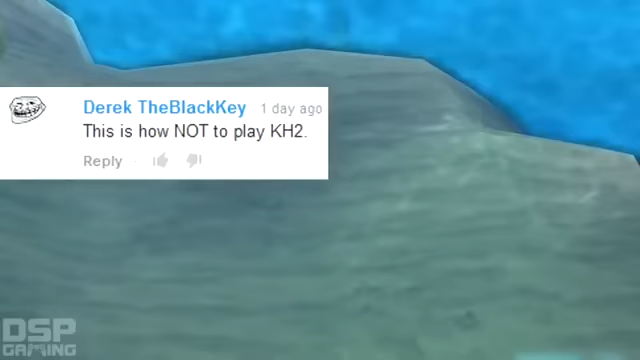 Derek TheBlackKey 1 day ago
This is how NOT to play KH2.
Reply
DSP
GAMING